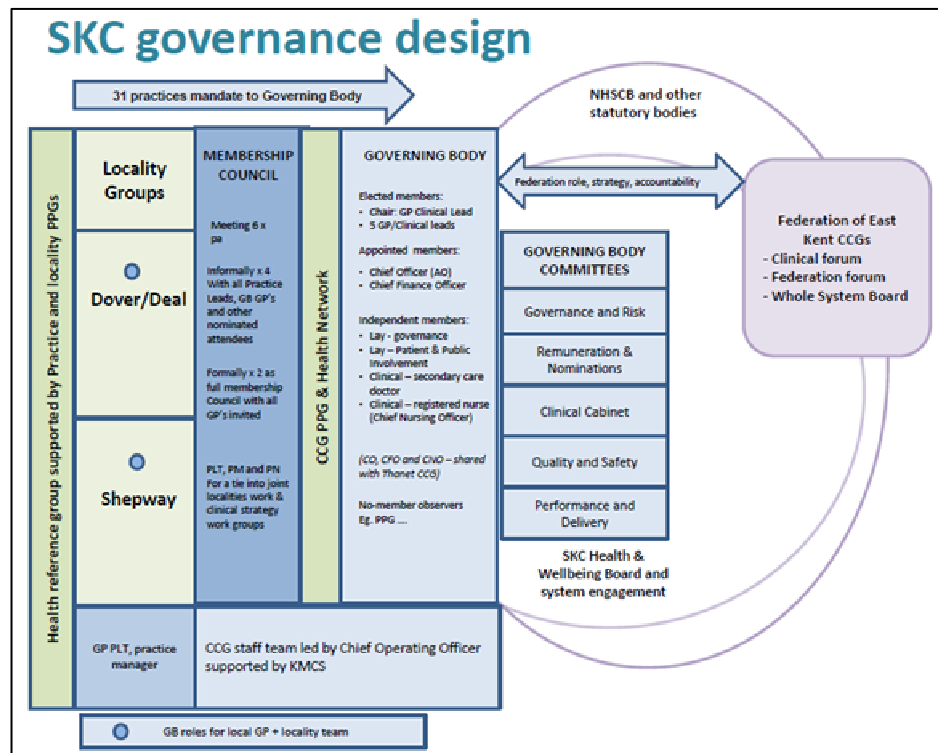 SKC governance design
31 practices mandate to Governing Body
Health reference group supported by Practice and locality PPGs
Locality
Groups
Dover/Deal
Shepway
GP PLT, practice
manager
MEMBERSHIP
COUNCIL
Meeting 6 x
pa
Informally x 4
With all Practice
Leads, GB GP's
and other
nominated
attendees
Formally x 2 as
full membership
Council with all
GP's invited
PLT, PM and PN
For a tie into joint
localities work &
clinical strategy
work groups
CCG PPG & Health Network
GOVERNING BODY
Elected members:
• Chair: GP Clinical Lead
• 5 GP/Clinical leads
Appointed members:
• Chief Officer (AO)
• Chief Finance Officer
Independent members:
• Lay - governance
• Lay – Patient & Public
Involvement
• Clinical – secondary care
doctor
• Clinical – registered nurse
(Chief Nursing Officer)
(CO, CFO and CNO – shared
with Thanet CCG)
No-member observers
Eg. PPG ....
CCG staff team led by Chief Operating Officer
supported by KMCS
GB roles for local GP + locality team
NHSCB and other
statutory bodies
Federation role, strategy, accountability
GOVERNING BODY
COMMITTEES
Governance and Risk
Remuneration &
Nominations
Clinical Cabinet
Quality and Safety
Performance and
Delivery
SKC Health &
Wellbeing Board and
system engagement
Federation of East
Kent CCGs
- Clinical forum
- Federation forum
- Whole System Board